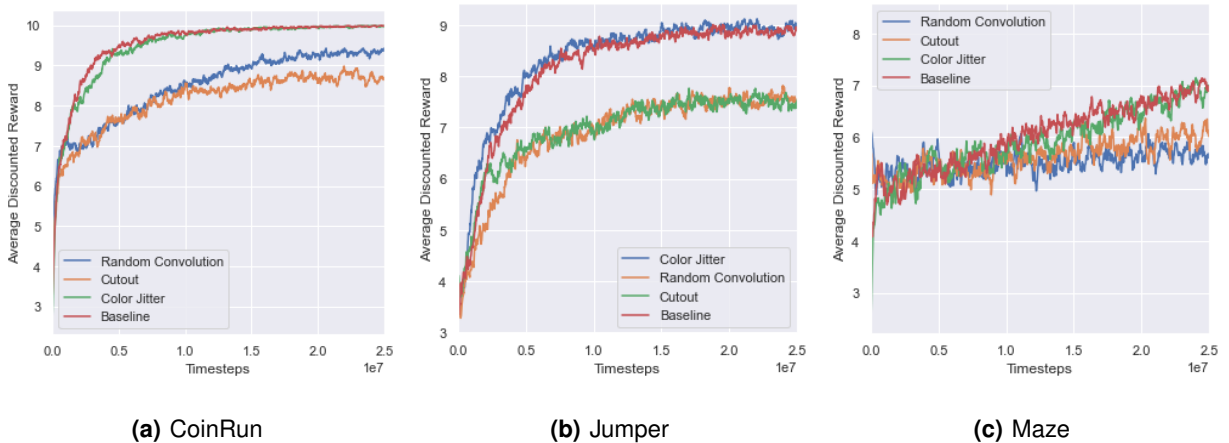 10
9
8
7
6
5
4
3
Average Discounted Reward
Random Convolution
Cutout
Color Jitter
Baseline
0.0 0.5 1.0 1.5 2.0 2.5
Timesteps 1e7
(a) CoinRun
9
8
7
6
5
4
3
Average Discounted Reward
Color Jitter
Random Convolution
Cutout
Baseline
0.0 0.5 1.0 1.5 2.0 2.5
Timesteps 1e7
(b) Jumper
8
7
6
5
4
3
Average Discounted Reward
Random Convolution
Cutout
Color Jitter
Baseline
0.0 0.5 1.0 1.5 2.0 2.5
Timesteps 1e7
(c) Maze